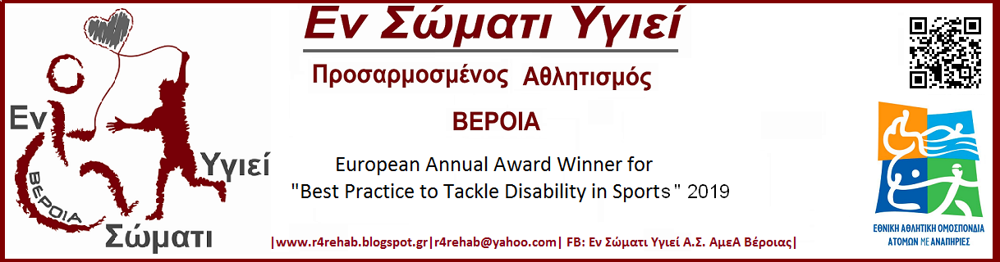 Εν Σώματι Υγιεί
Προσαρμοσμένος Αθλητισμός
ΒΕΡΟΙΑ
European Annual Award Winner for
"Best Practice to Tackle Disability in Sports" 2019
|www.r4rehab.blogspot.gr|r4rehab@yahoo.com| FB: Εν Σώματι Υγιεί Α.Σ. ΑμεΑ Βέροιας|
Εν
Υγιεί
ΒΕΡΟΙΑ
Σώματι
ΕΘΝΙΚΗ ΑΘΛΗΤΙΚΗ ΟΜΟΣΠΟΝΔΙΑ
ΑΤΟΜΩΝ ΜΕ ΑΝΑΠΗΡΙΕΣ